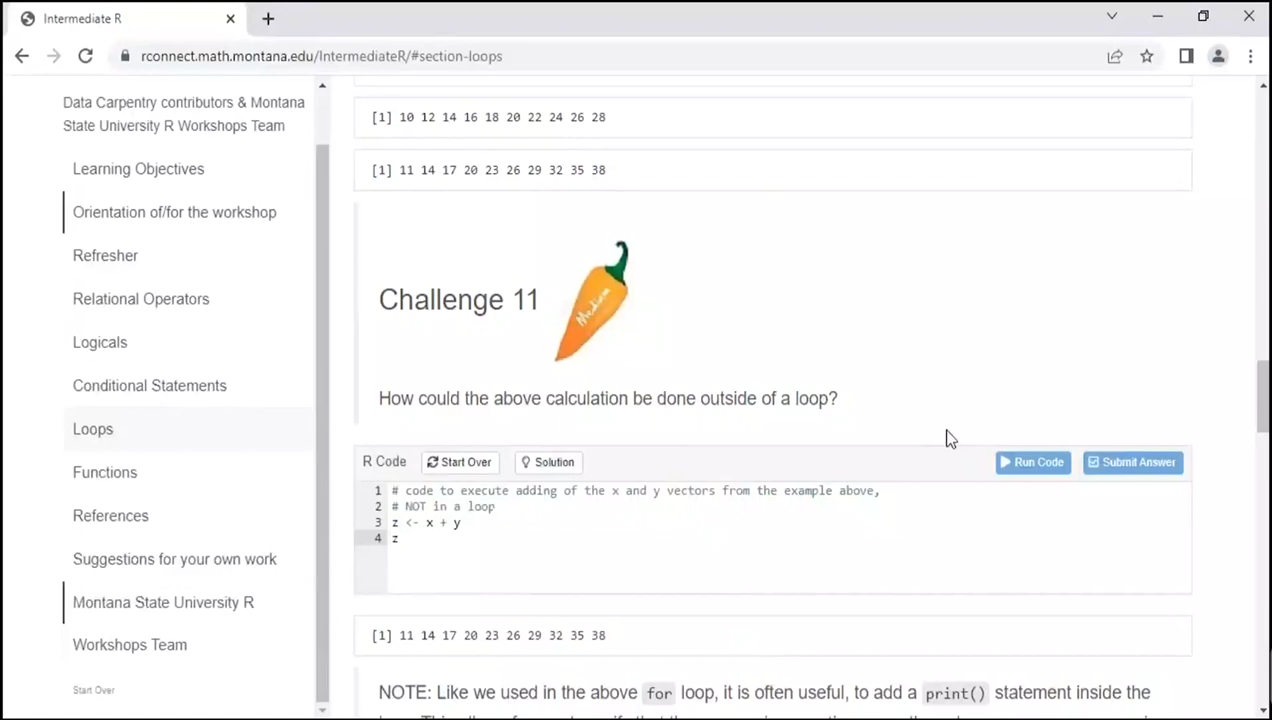 Intermediate R
rconnect.math.montana.edu/IntermediateR/#section-loops
Data Carpentry contributors & Montana
State University R Workshops Team
Learning Objectives
Orientation of/for the workshop
Refresher
Relational Operators
Logicals
Conditional Statements
Loops
Functions
References
Suggestions for your own work
Montana State University R
Workshops Team
Start Over
[1] 10 12 14 16 18 20 22 24 26 28
[1] 11 14 17 20 23 26 29 32 35 38
Challenge 11
Medium
How could the above calculation be done outside of a loop?
R Code Start Over Solution Run Code Submit Answer
1 # code to execute adding of the x and y vectors from the example above,
2 # NOT in a loop
3 z <- x + y
4 z
[1] 11 14 17 20 23 26 29 32 35 38
NOTE: Like we used in the above for loop, it is often useful, to add a print() statement inside the